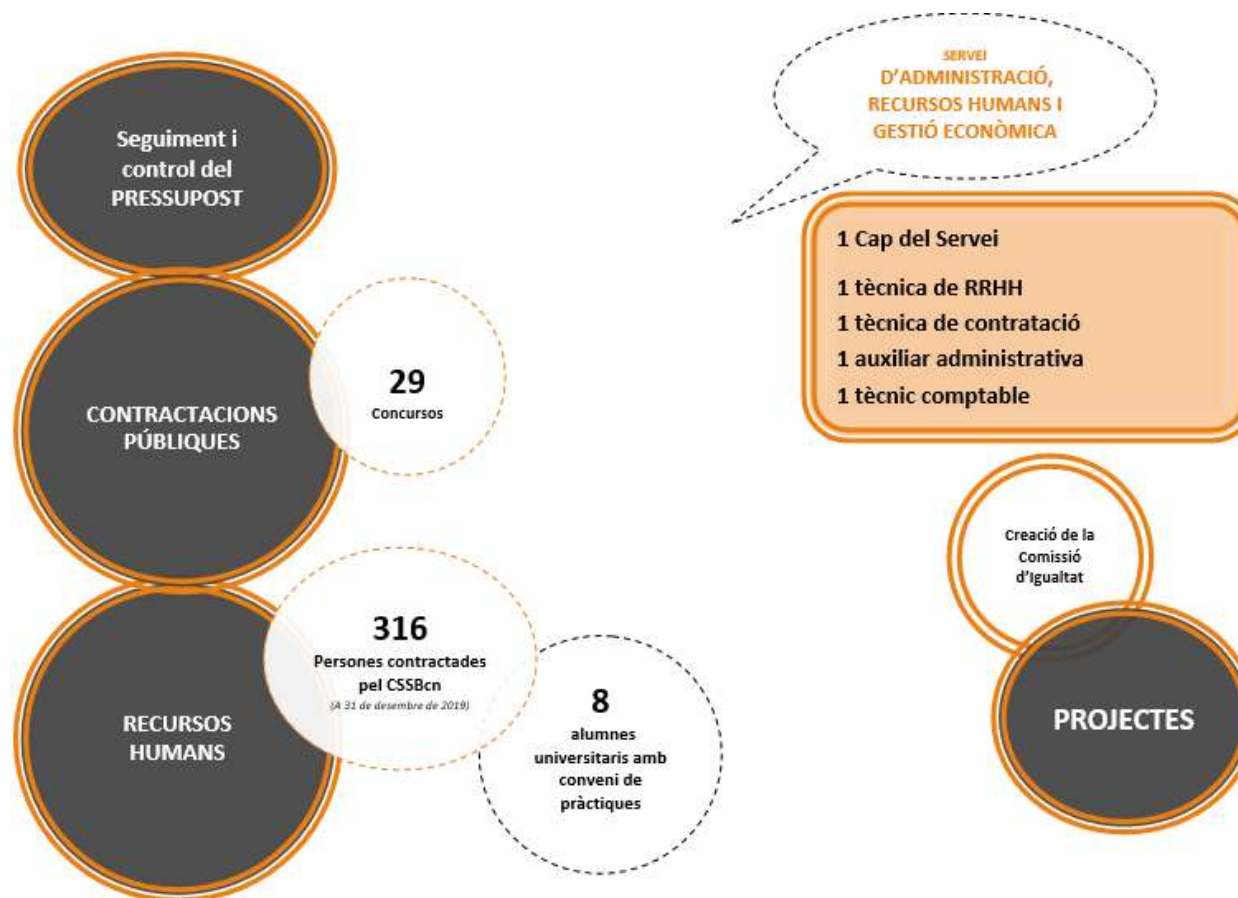 Seguiment i
control del
PRESSUPOST
CONTRACTACIONS
PÚBLIQUES
29
Concursos
RECURSOS
HUMANS
316
Persones contractades
pel CSSBcn
(A 31 de desembre de 2019)
8
alumnes
universitaris amb
conveni de
pràctiques
SERVEI
D'ADMINISTRACIÓ,
RECURSOS HUMANS I
GESTIÓ ECONÒMICA
1 Cap del Servei
1 tècnica de RRHH
1 tècnica de contratació
1 auxiliar administrativa
1 tècnic comptable
Creació de la
Comissió
d'Igualtat
PROJECTES